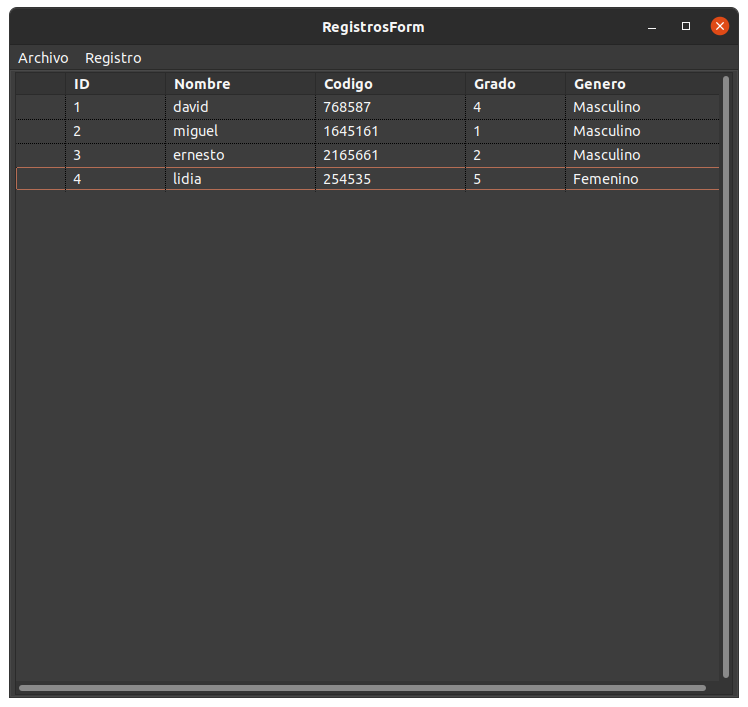 RegistrosForm
Archivo Registro
ID Nombre Codigo Grado Genero
1 david 768587 4 Masculino
2 miguel 1645161 1 Masculino
3 ernesto 2165661 2 Masculino
4 lidia 254535 5 Femenino